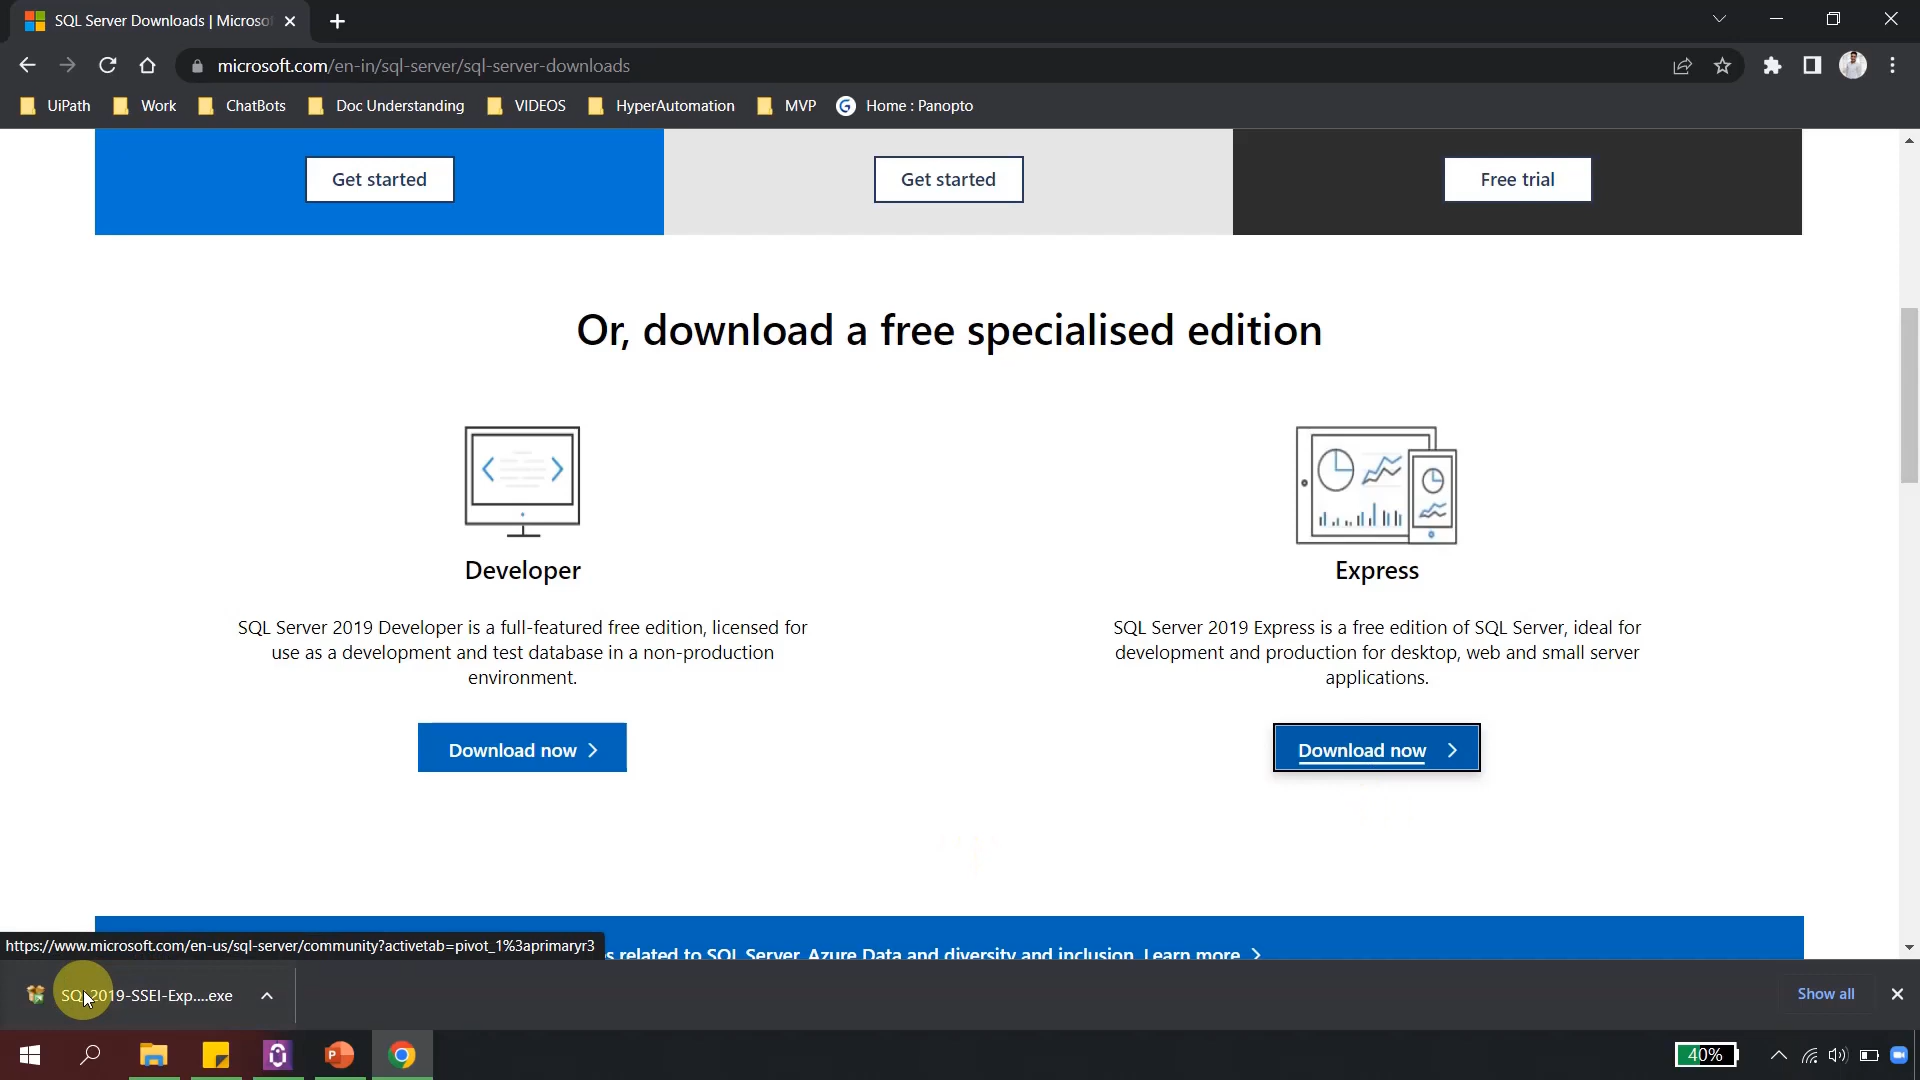 SQL Server Downloads | Microso
microsoft.com/en-in/sql-server/sql-server-downloads
UiPath Work ChatBots Doc Understanding VIDEOS HyperAutomation MVP Home : Panopto
Get started Get started Free trial
Or, download a free specialised edition
Developer
SQL Server 2019 Developer is a full-featured free edition, licensed for
use as a development and test database in a non-production
environment.
Download now
Express
SQL Server 2019 Express is a free edition of SQL Server, ideal for
development and production for desktop, web and small server
applications.
Download now
related to SQL Server, Azure Data and diversity and inclusion. Learn more
https://www.microsoft.com/en-us/sql-server/community?activetab=pivot_1%3aprimaryr3
SQL2019-SSEI-Exp....exe
Show all
40%